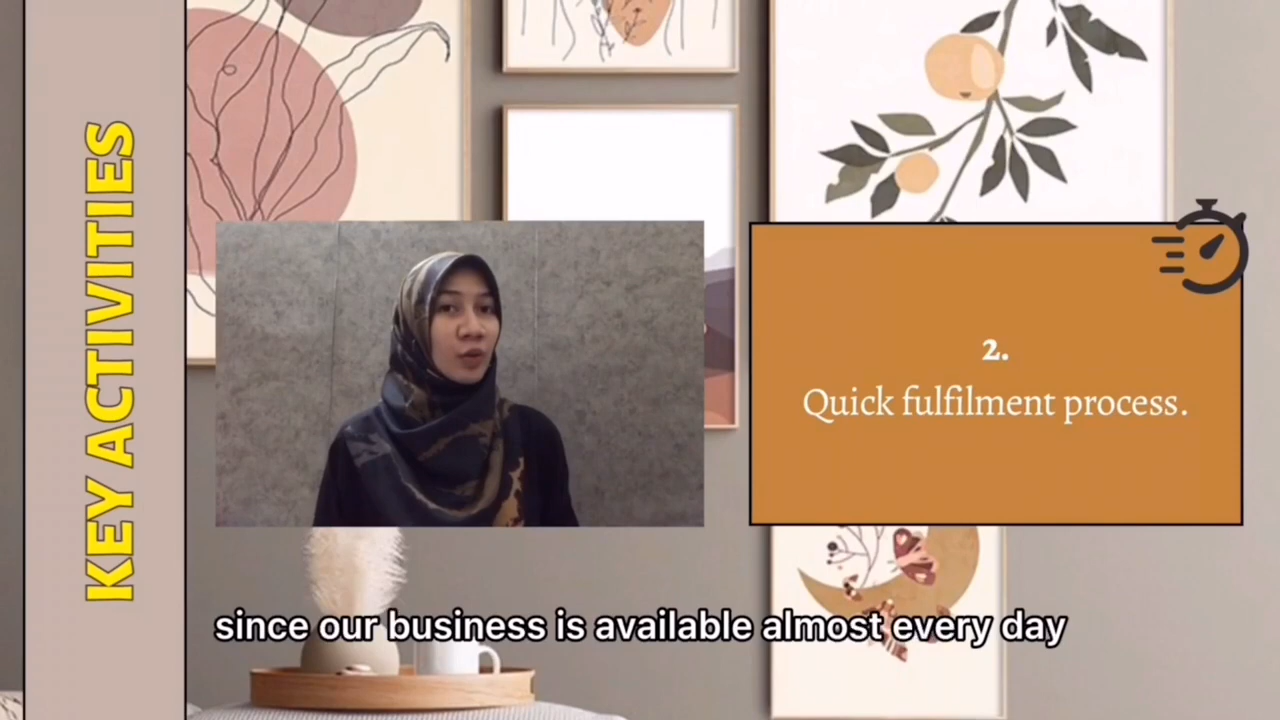 KEY ACTIVITIES
2.
Quick fulfilment process.
since our business is available almost every day